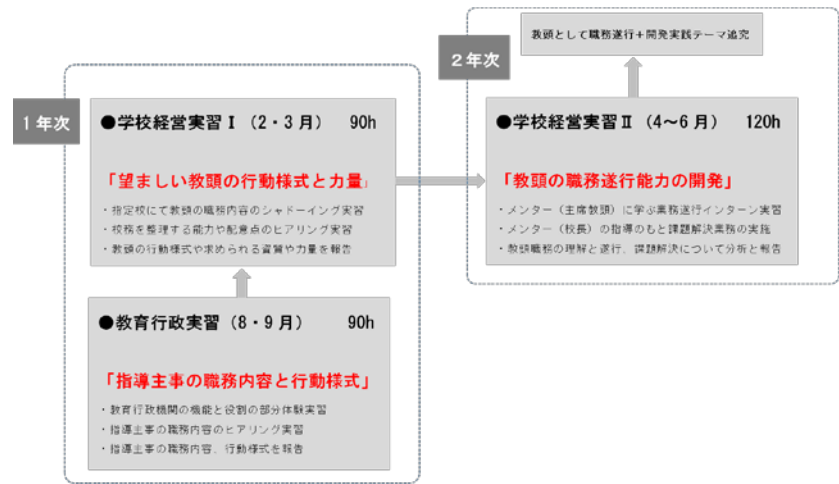 1年次
●学校経営実習Ⅰ（2・3月） 90h
「望ましい教頭の行動様式と力量」
・指定校にて教頭の職務内容のシャドーイング実習
・校務を整理する能力や配慮点のヒアリング実習
・教頭の行動様式や求められる資質や力量を報告
●教育行政実習（8・9月） 90h
「指導主事の職務内容と行動様式」
・教育行政機関の機能と役割の部分体験実習
・指導主事の職務内容のヒアリング実習
・指導主事の職務内容、行動様式を報告
2年次
教頭として職務遂行＋開発実践テーマ追究
●学校経営実習Ⅱ（4～6月） 120h
「教頭の職務遂行能力の開発」
・メンター（主席教頭）に学ぶ業務遂行インターン実習
・メンター（校長）の指導のもと課題解決業務の実施
・教頭職務の理解と遂行、課題解決について分析と報告